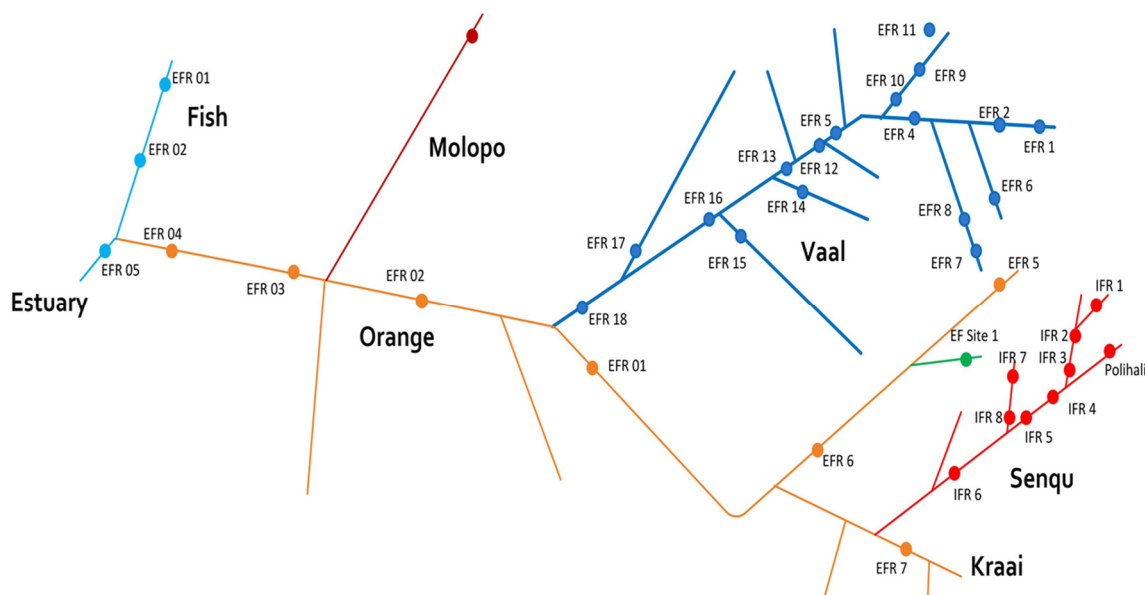 EFR 11
EFR 01
EFR 9
EFR 10
Fish
EFR 5
EFR 2
EFR 4
EFR 1
Molopo
EFR 02
EFR 13
EFR 12
EFR 6
EFR 14
EFR 16
EFR 8
EFR 04
EFR 17
EFR 15
Vaal
EFR 7
EFR 05
EFR 5
EFR 03
EFR 02
IFR 1
Estuary
EFR 18
Orange
EF Site 1
IFR 2
IFR 7
IFR 3
Polihali
EFR 01
IFR 4
IFR 8
IFR 5
EFR 6
Senqu
IFR 6
Kraai
EFR 7